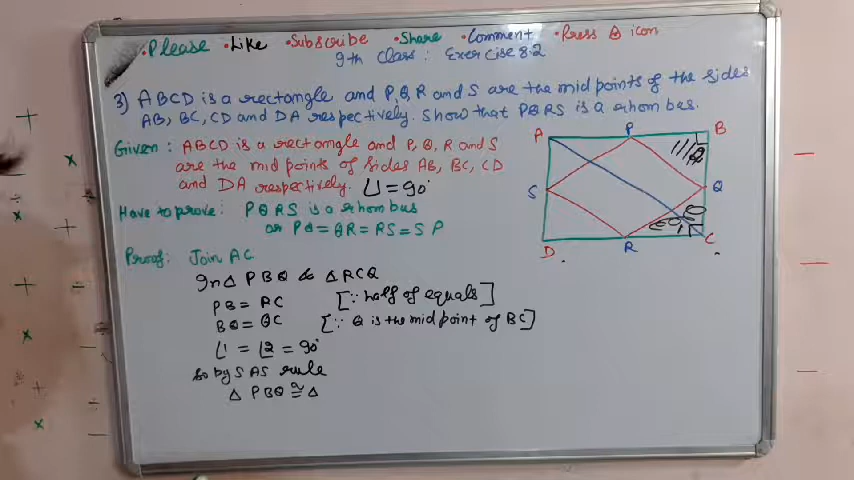 •Please •Like •Subscribe •Share •Comment •Press 🔔 icon
9th Class: Exercise 8.2
3) ABCD is a rectangle and P, Q, R and S are the mid points of the sides
AB, BC, CD and DA respectively. Show that PQRS is a rhombus.
Given: ABCD is a rectangle and P, Q, R and S
are the mid points of sides AB, BC, CD
and DA respectively. ∠1 = 90°
Have to prove: PQRS is a rhombus
or PQ = QR = RS = SP
Proof: Join AC
In △ PBQ & △ RCQ
PB = RC [∵ half of equals]
BQ = QC [∵ Q is the mid point of BC]
∠1 = ∠2 = 90°
So by SAS rule
△ PBQ ≅ △
A P B
S Q
D R C